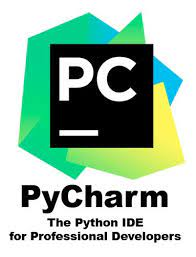 PC
PyCharm
The Python IDE
for Professional Developers